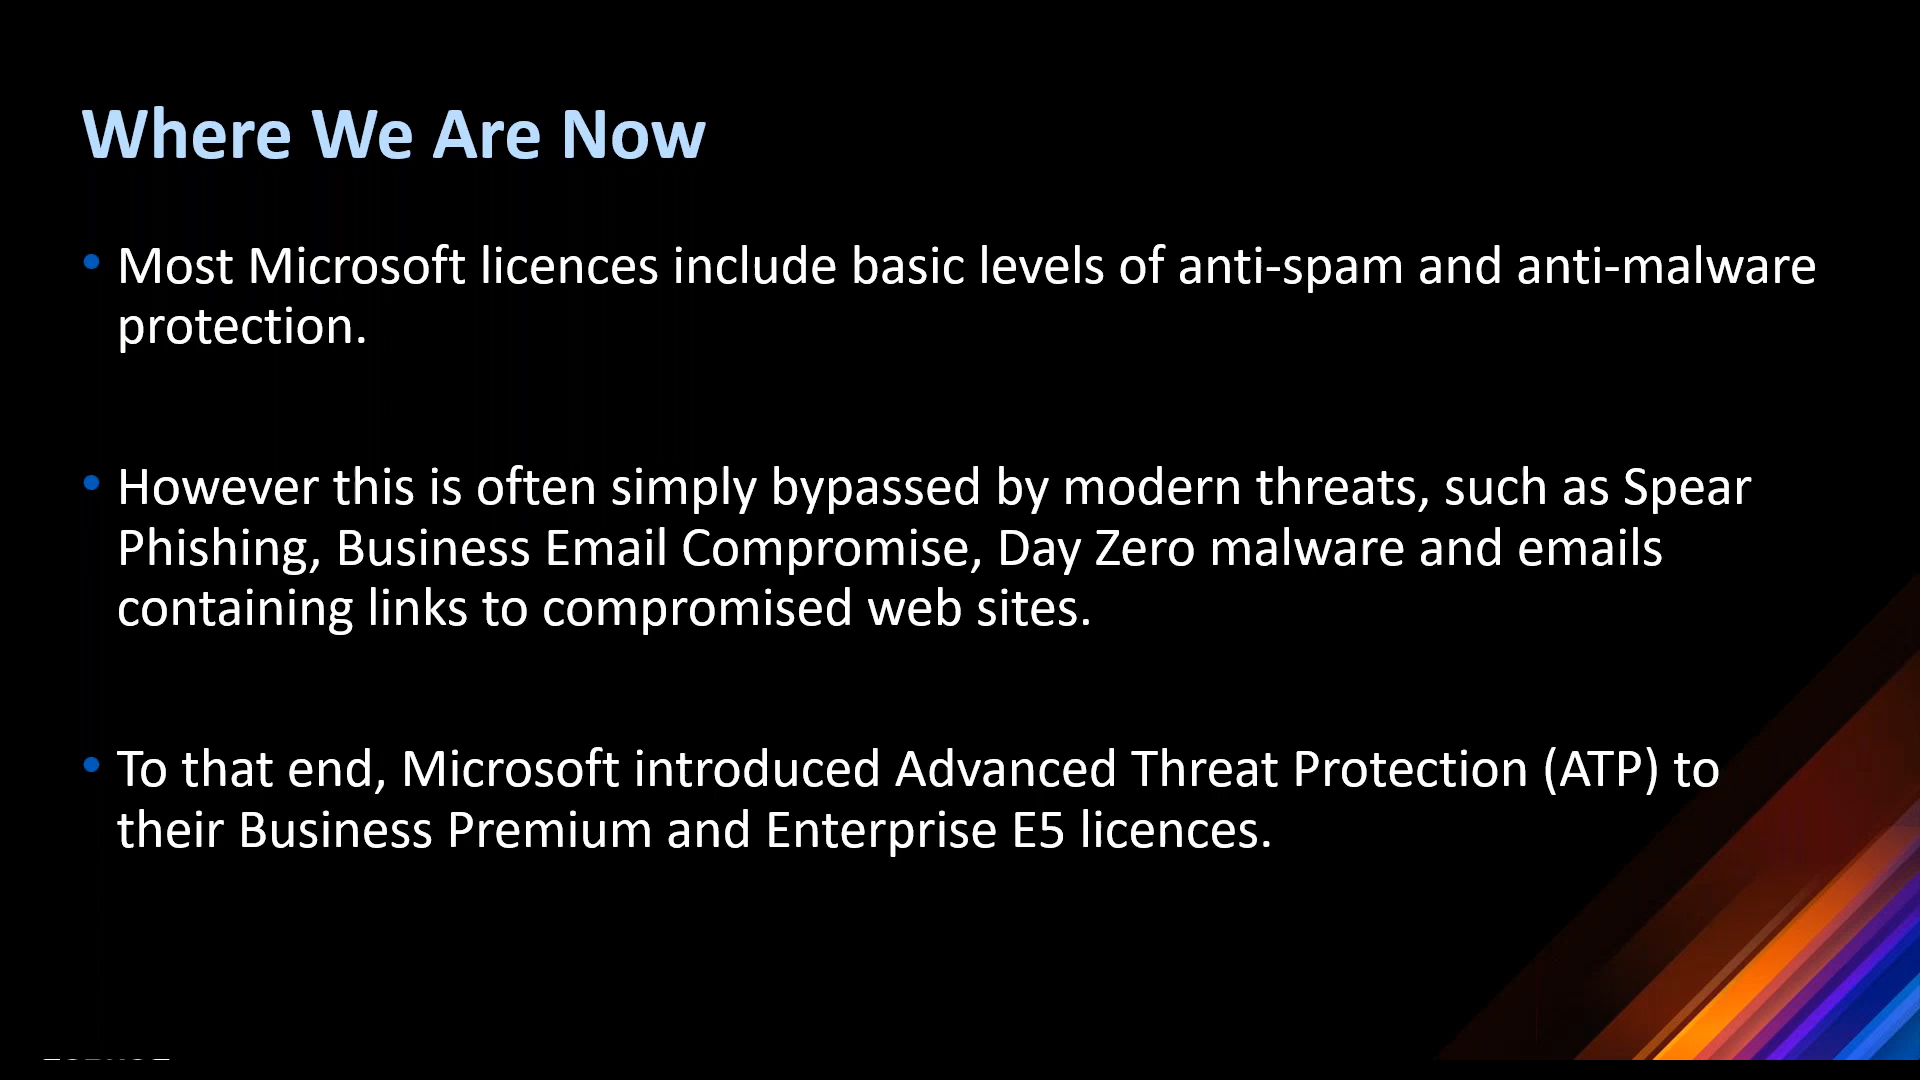 Where We Are Now
• Most Microsoft licences include basic levels of anti-spam and anti-malware
protection.
• However this is often simply bypassed by modern threats, such as Spear
Phishing, Business Email Compromise, Day Zero malware and emails
containing links to compromised web sites.
• To that end, Microsoft introduced Advanced Threat Protection (ATP) to
their Business Premium and Enterprise E5 licences.